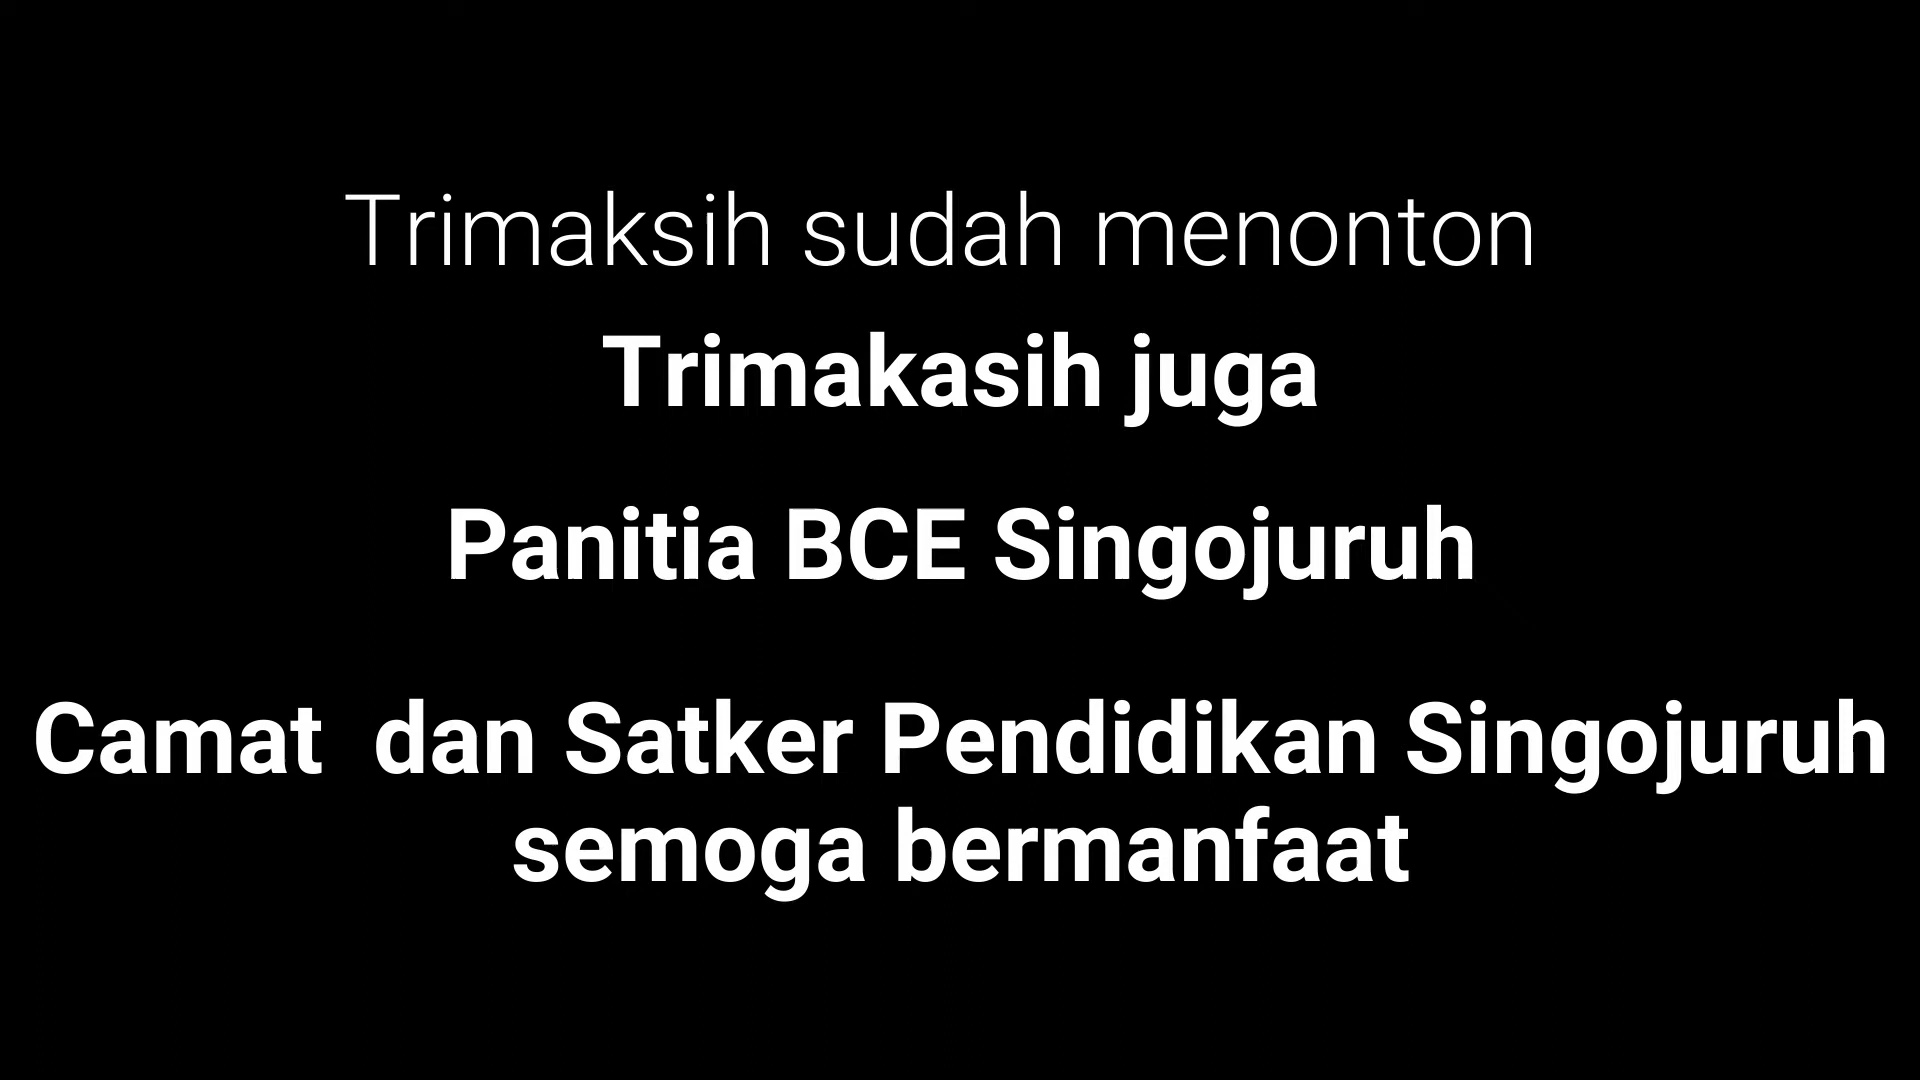 Trimaksih sudah menonton
Trimakasih juga
Panitia BCE Singojuruh
Camat  dan Satker Pendidikan Singojuruh
semoga bermanfaat